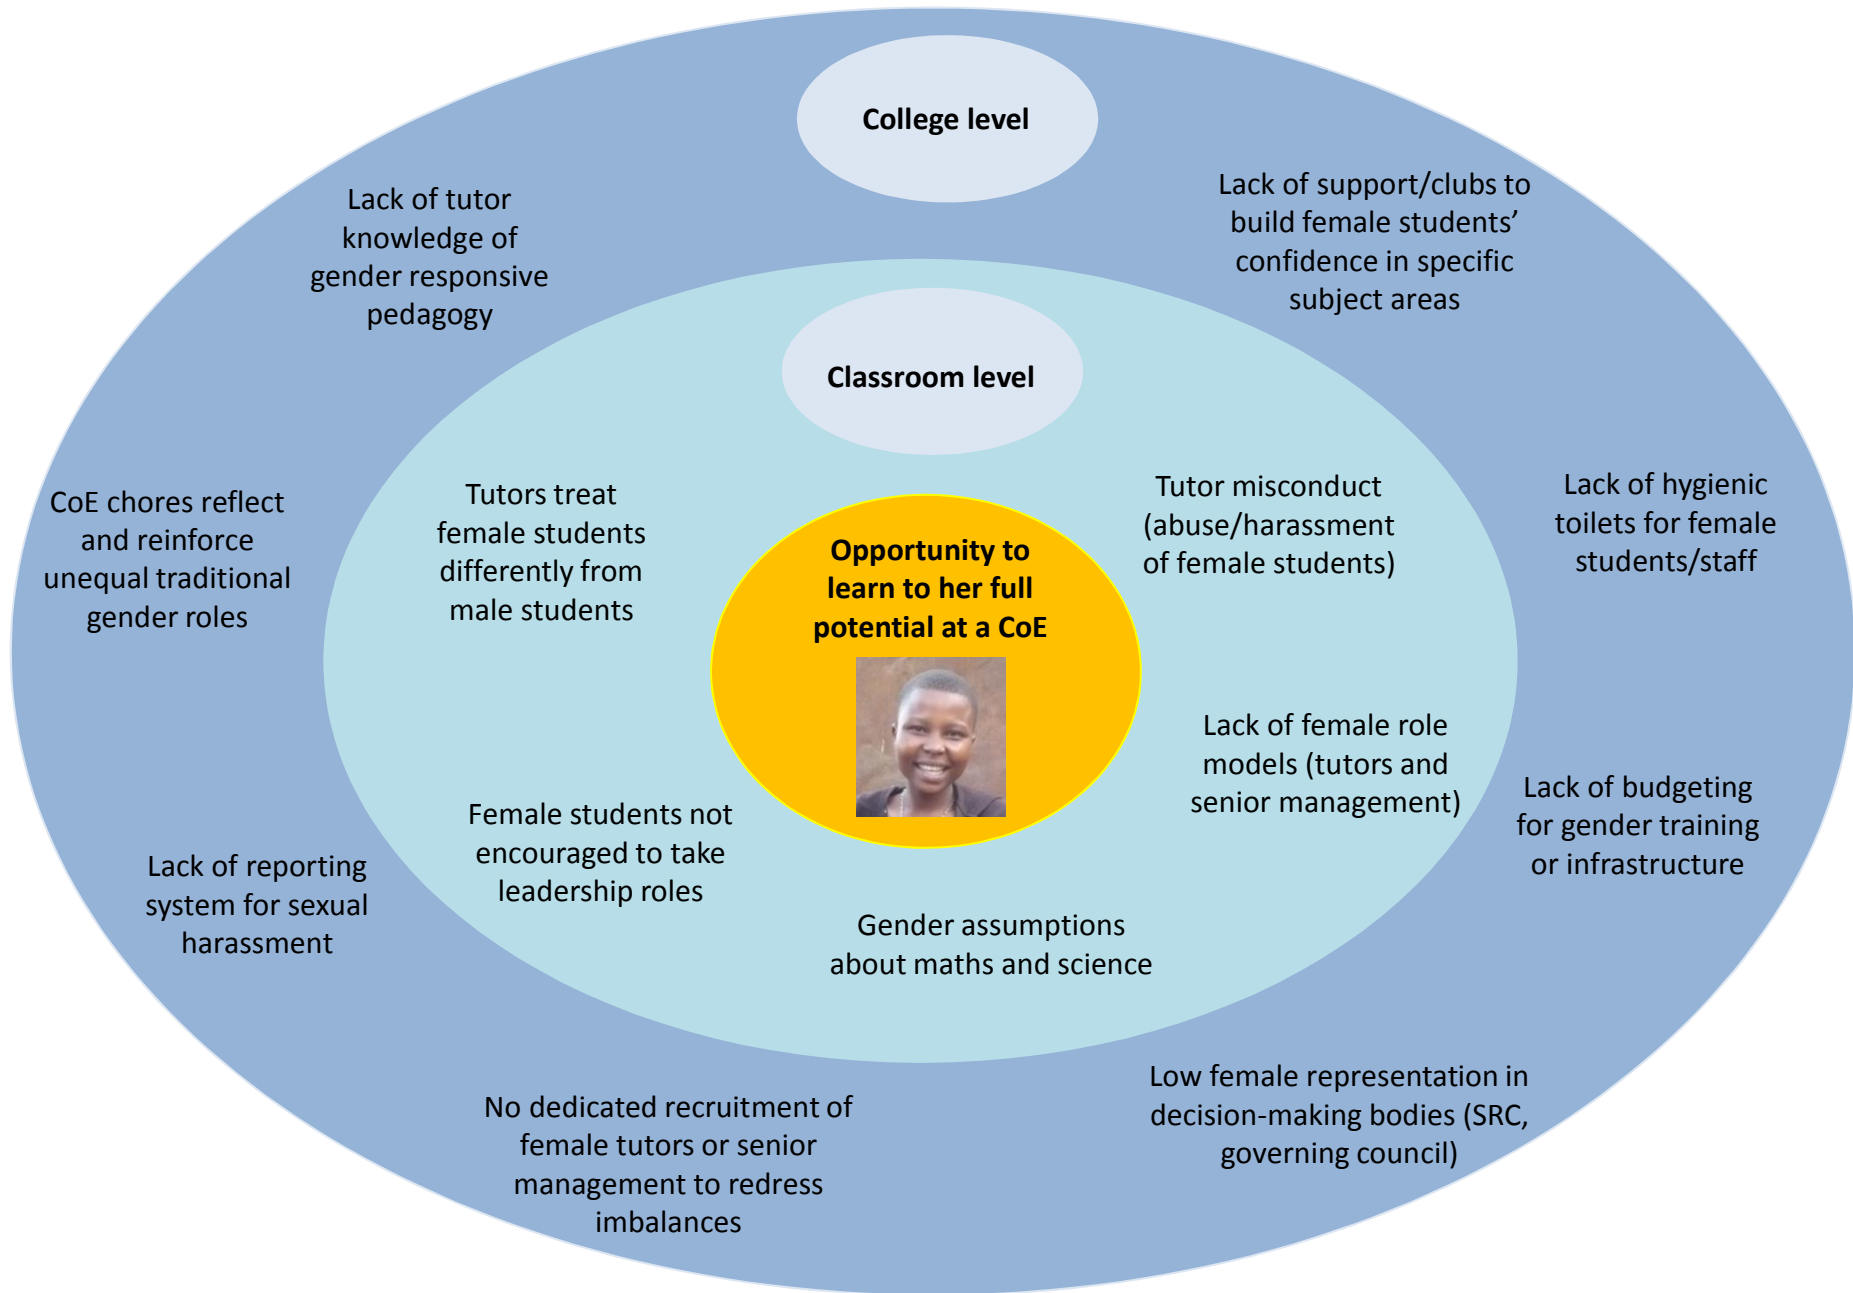 College level
Lack of tutor
knowledge of
gender responsive
pedagogy
Lack of support/clubs to
build female students’
confidence in specific
subject areas
Classroom level
CoE chores reflect
and reinforce
unequal traditional
gender roles
Tutors treat
female students
differently from
male students
Opportunity to
learn to her full
potential at a CoE
Tutor misconduct
(abuse/harassment
of female students)
Lack of hygienic
toilets for female
students/staff
Lack of reporting
system for sexual
harassment
Female students not
encouraged to take
leadership roles
Lack of female role
models (tutors and
senior management)
Lack of budgeting
for gender training
or infrastructure
Gender assumptions
about maths and science
No dedicated recruitment of
female tutors or senior
management to redress
imbalances
Low female representation in
decision-making bodies (SRC,
governing council)